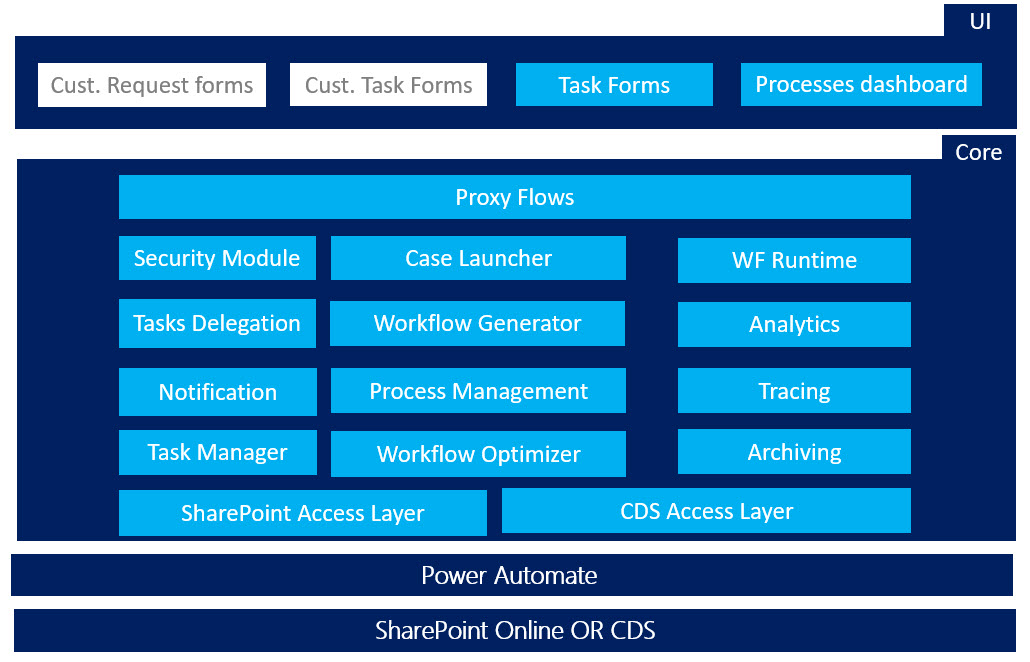 UI
Cust. Request forms
Cust. Task Forms
Task Forms
Processes dashboard
Core
Proxy Flows
Security Module
Case Launcher
WF Runtime
Tasks Delegation
Workflow Generator
Analytics
Notification
Process Management
Tracing
Task Manager
Workflow Optimizer
Archiving
SharePoint Access Layer
CDS Access Layer
Power Automate
SharePoint Online OR CDS